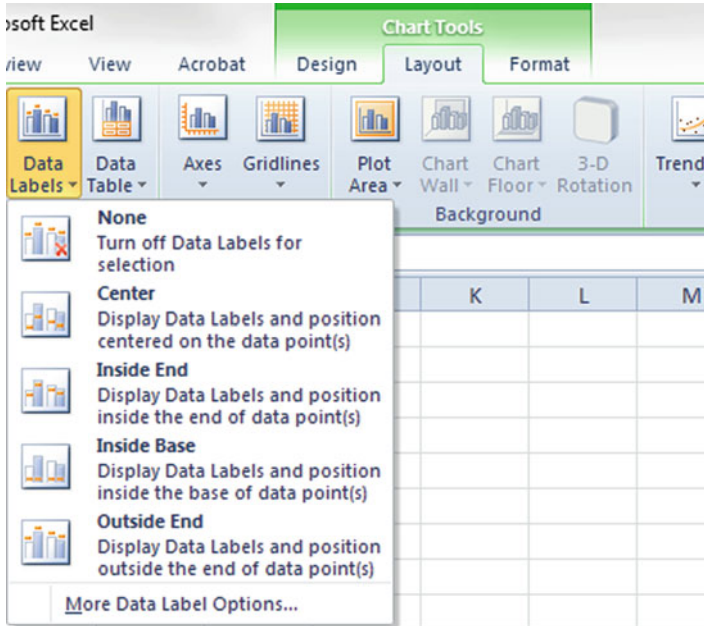 osoft Excel
Chart Tools
view View Acrobat Design Layout Format
Data Labels
Data Table
Axes
Gridlines
Plot Area
Chart Wall
Chart Floor
3-D Rotation
Trend
Background
None
Turn off Data Labels for
selection
Center
Display Data Labels and position
centered on the data point(s)
Inside End
Display Data Labels and position
inside the end of data point(s)
Inside Base
Display Data Labels and position
inside the base of data point(s)
Outside End
Display Data Labels and position
outside the end of data point(s)
More Data Label Options...
K L M